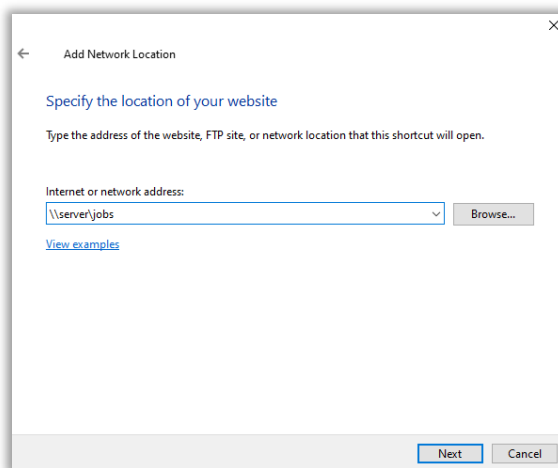 Add Network Location
Specify the location of your website
Type the address of the website, FTP site, or network location that this shortcut will open.
Internet or network address:
\\server\jobs
Browse...
View examples
Next
Cancel